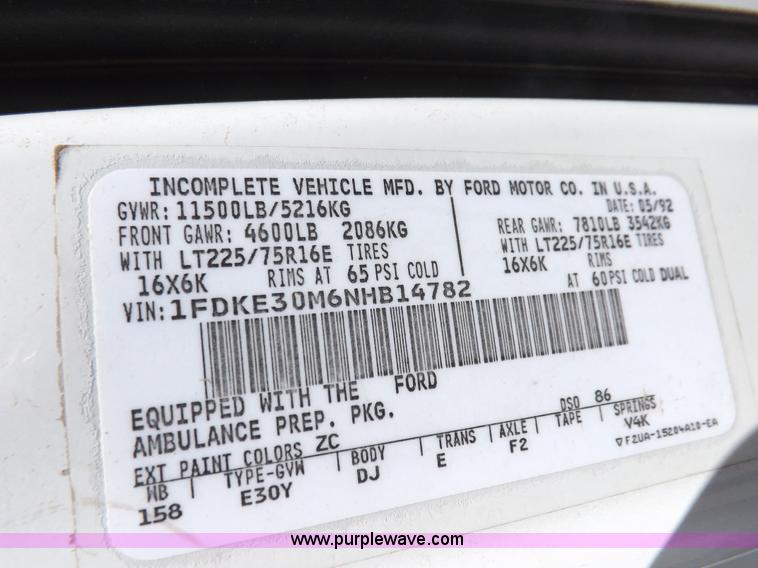 INCOMPLETE VEHICLE MFD. BY FORD MOTOR CO. IN U.S.A.
GVWR: 11500LB/5216KG DATE: 05/92
FRONT GAWR: 4600LB 2086KG REAR GAWR: 7810LB 3542KG
WITH LT225/75R16E TIRES WITH LT225/75R16E TIRES
16X6K RIMS AT 65 PSI COLD 16X6K RIMS
AT 60 PSI COLD DUAL
VIN: 1FDKE30M6NHB14782
EQUIPPED WITH THE FORD
AMBULANCE PREP. PKG.
DSO 86
EXT PAINT COLORS ZC
WB TYPE-GVW BODY TRANS AXLE TAPE SPRINGS
158 E30Y DJ E F2 V4K
▽F2UA-15204A10-EA
www.purplewave.com